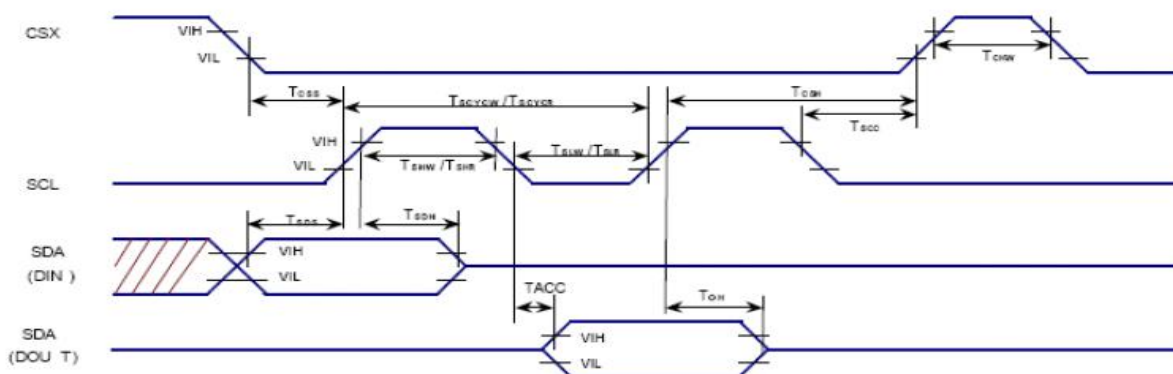 CSX
VIH
VIL
TCHW
TCSS
TSCYCW /TSCYCR
TCSH
TSCC
VIH
VIL
TSHW /TSHR
TSLW /TSLR
SCL
TSDS
TSDH
SDA
(DIN )
VIH
VIL
TACC
TOH
SDA
(DOU T)
VIH
VIL